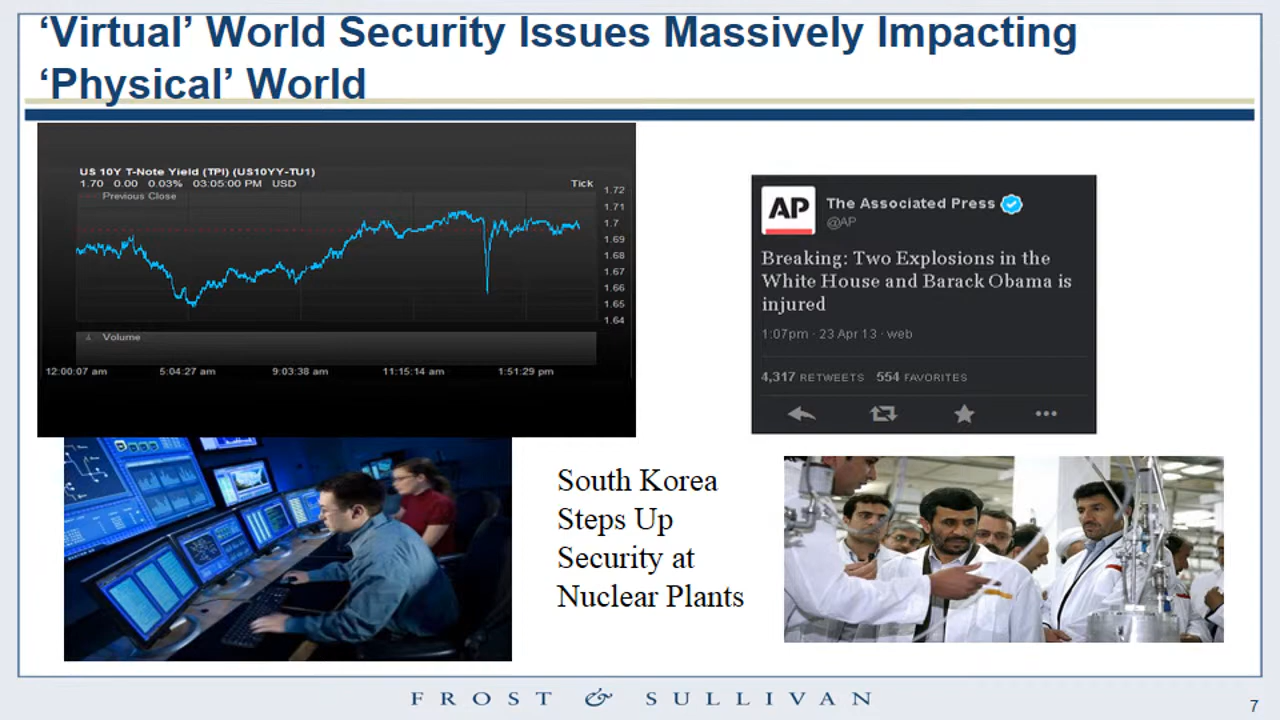 ‘Virtual’ World Security Issues Massively Impacting
‘Physical’ World
US 10Y T-Note Yield (TPI) (US10YY-TU1)
1.70 0.00 0.03% 03:05:00 PM USD
Tick
Previous Close
1.72
1.71
1.7
1.69
1.68
1.67
1.66
1.65
1.64
Volume
12:00:07 am 5:04:27 am 9:03:38 am 11:15:14 am 1:51:29 pm
AP
The Associated Press
@AP
Breaking: Two Explosions in the
White House and Barack Obama is
injured
1:07pm · 23 Apr 13 · web
4,317 RETWEETS 554 FAVORITES
South Korea
Steps Up
Security at
Nuclear Plants
FROST & SULLIVAN
7